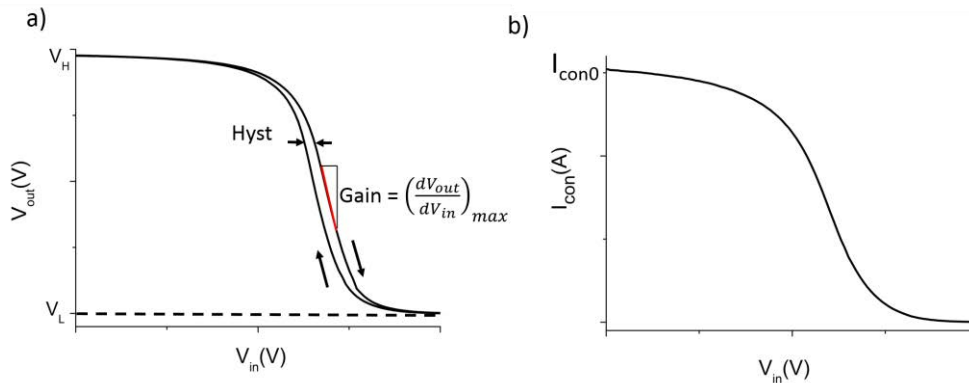 a)
V_H
Hyst
Gain = (dV_out/dV_in)_max
V_out(V)
V_L
V_in(V)
b)
I_con0
I_con(A)
V_in(V)